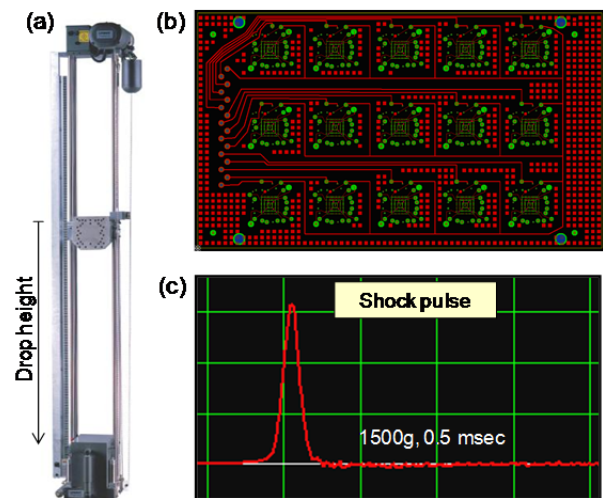 (a)
Drop height
(b)
(c)
Shock pulse
1500g, 0.5 msec